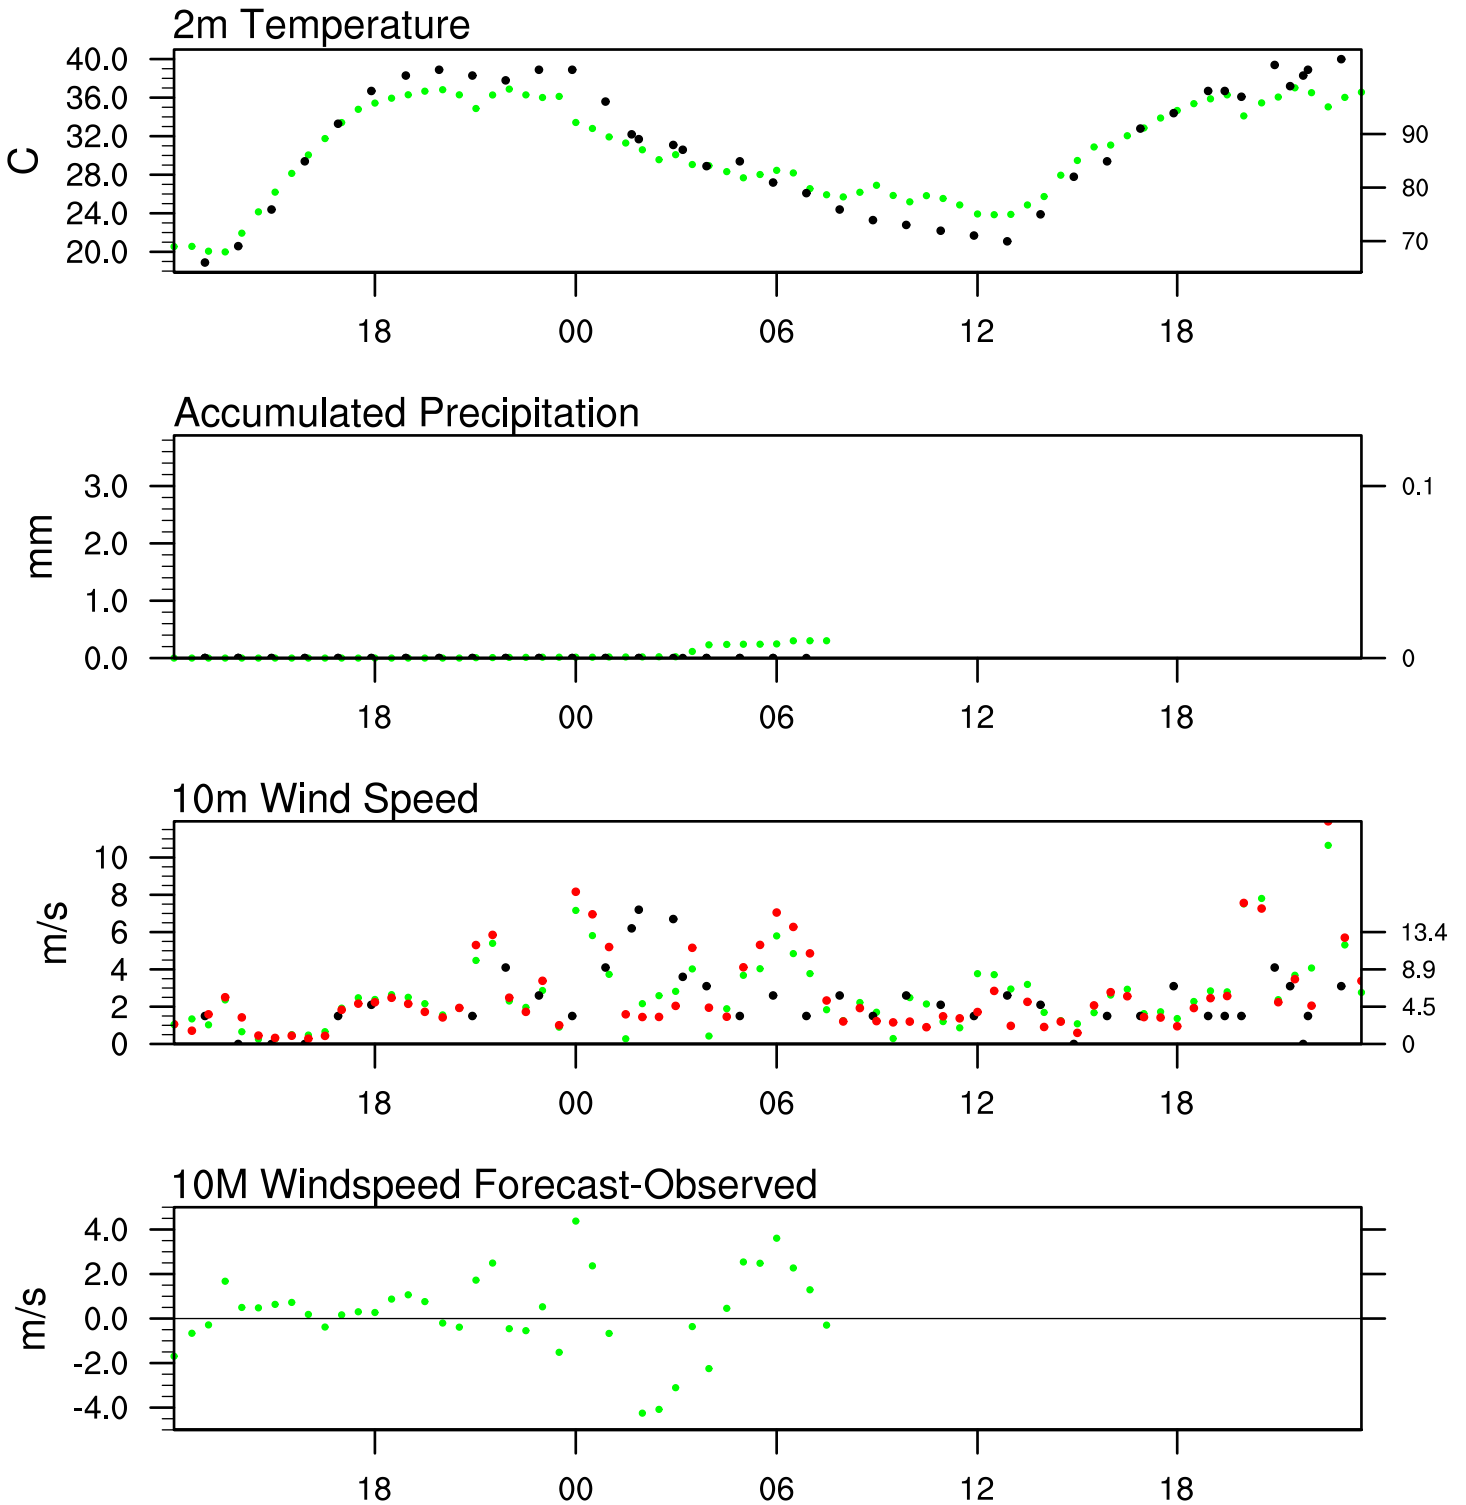 2m Temperature
40.0
36.0
32.0
28.0
24.0
20.0
C
90
80
70
18 00 06 12 18
Accumulated Precipitation
3.0
2.0
1.0
0.0
mm
0.1
0
18 00 06 12 18
10m Wind Speed
10
8
6
4
2
0
m/s
13.4
8.9
4.5
0
18 00 06 12 18
10M Windspeed Forecast-Observed
4.0
2.0
0.0
-2.0
-4.0
m/s
18 00 06 12 18